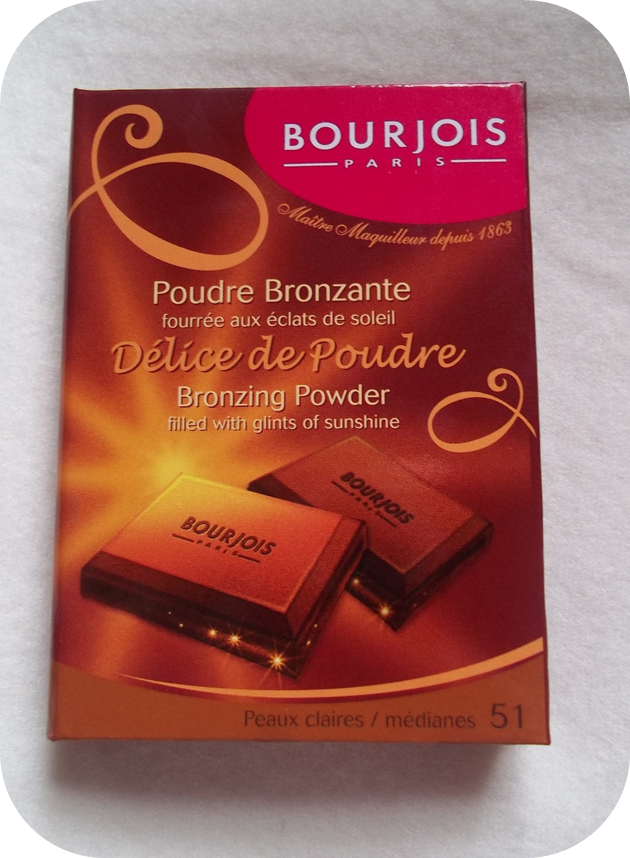 BOURJOIS
PARIS
Maître Maquilleur depuis 1863
Poudre Bronzante
fourrée aux éclats de soleil
Délice de Poudre
Bronzing Powder
filled with glints of sunshine
BOURJOIS
PARIS
BOURJOIS
PARIS
Peaux claires / médianes 51